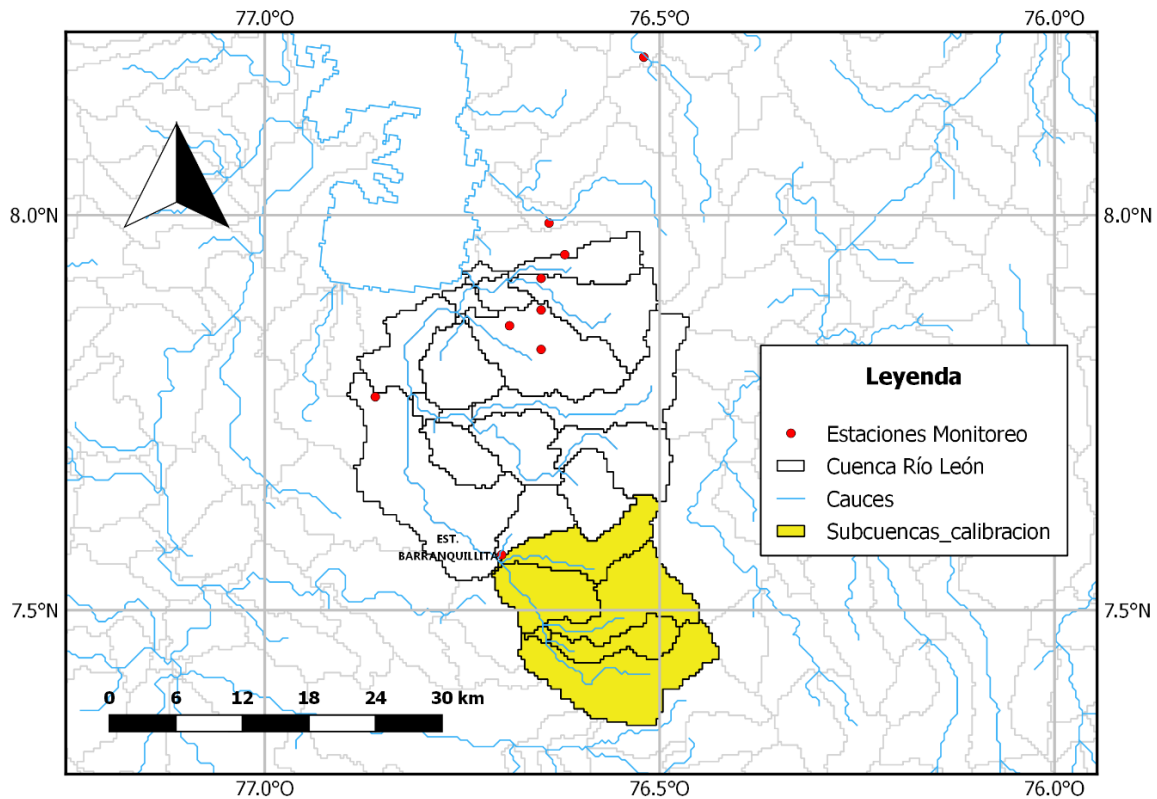 77.0°O 76.5°O 76.0°O
8.0°N 8.0°N
Leyenda
Estaciones Monitoreo
Cuenca Río León
Cauces
Subcuencas_calibracion
EST.
BARRANQUILLITA
7.5°N 7.5°N
0 6 12 18 24 30 km
77.0°O 76.5°O 76.0°O